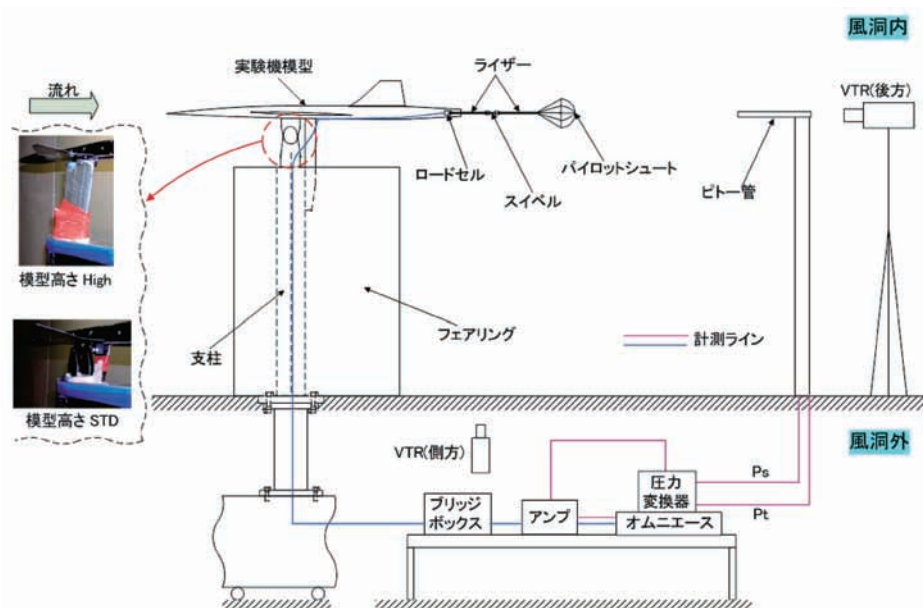 風洞内
実験機模型
ライザー
VTR(後方)
流れ
ロードセル
スイベル
パイロットシュート
ピトー管
模型高さ High
支柱
フェアリング
計測ライン
模型高さ STD
風洞外
VTR(側方)
Ps
Pt
圧力
変換器
ブリッジ
ボックス
アンプ
オムニエース